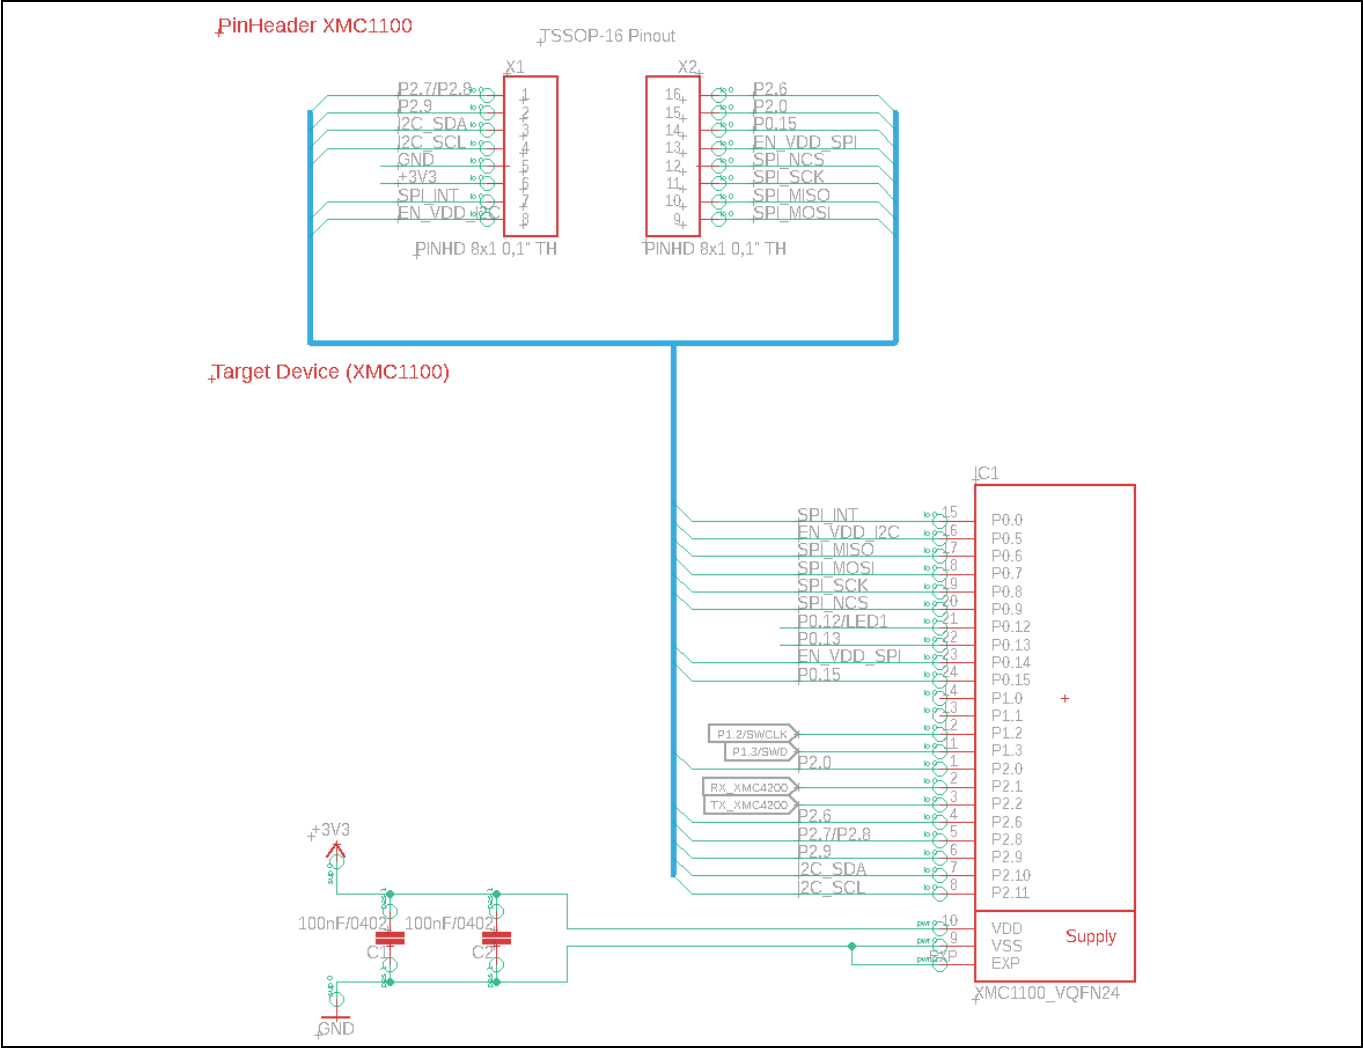 PinHeader XMC1100
TSSOP-16 Pinout
X1
X2
P2.7/P2.8 1
P2.9 2
I2C_SDA 3
I2C_SCL 4
GND 5
+3V3 6
SPI_INT 7
EN_VDD_I2C 8
16 P2.6
15 P2.0
14 P0.15
13 EN_VDD_SPI
12 SPI_NCS
11 SPI_SCK
10 SPI_MISO
9 SPI_MOSI
PINHD 8x1 0,1" TH
PINHD 8x1 0,1" TH
Target Device (XMC1100)
IC1
SPI_INT 15 P0.0
EN_VDD_I2C 16 P0.5
SPI_MISO 17 P0.6
SPI_MOSI 18 P0.7
SPI_SCK 19 P0.8
SPI_NCS 20 P0.9
P0.12/LED1 21 P0.12
P0.13 22 P0.13
EN_VDD_SPI 23 P0.14
P0.15 24 P0.15
14 P1.0
13 P1.1
P1.2/SWCLK 12 P1.2
P1.3/SWD 11 P1.3
P2.0 1 P2.0
RX_XMC4200 2 P2.1
TX_XMC4200 3 P2.2
P2.6 4 P2.6
P2.7/P2.8 5 P2.8
P2.9 6 P2.9
I2C_SDA 7 P2.10
I2C_SCL 8 P2.11
+3V3
100nF/0402
100nF/0402
C1
C2
GND
pwr 0 10 VDD
pwr 0 9 VSS
EXP EXP
Supply
XMC1100_VQFN24